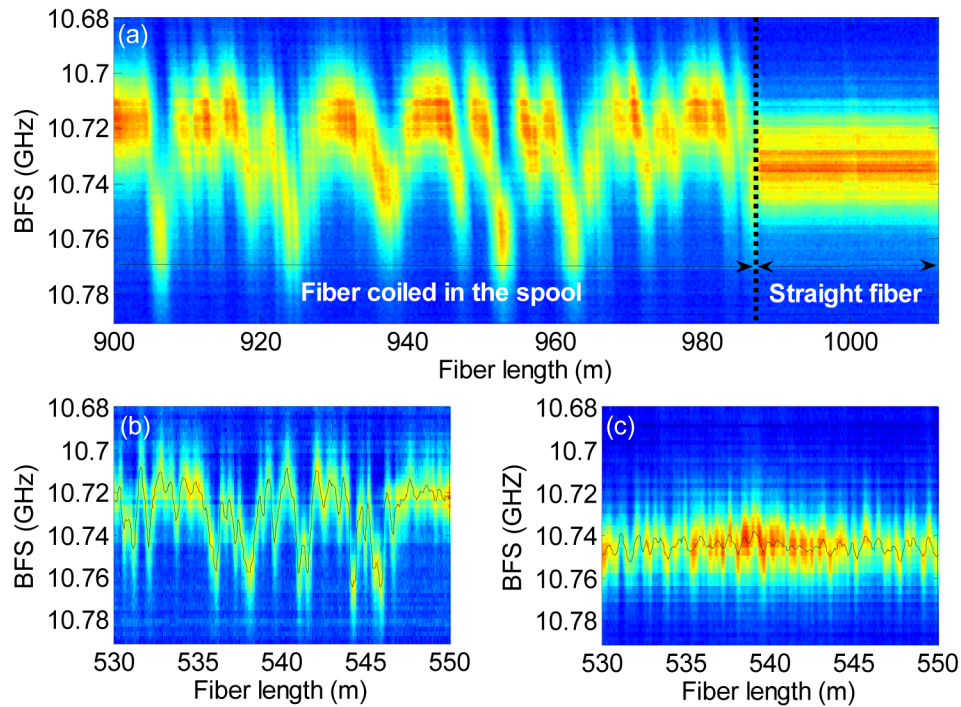 (a)
BFS (GHz)
10.68
10.7
10.72
10.74
10.76
10.78
Fiber coiled in the spool
Straight fiber
900 920 940 960 980 1000
Fiber length (m)
(b)
BFS (GHz)
10.68
10.7
10.72
10.74
10.76
10.78
530 535 540 545 550
Fiber length (m)
(c)
BFS (GHZ)
10.68
10.7
10.72
10.74
10.76
10.78
530 535 540 545 550
Fiber length (m)